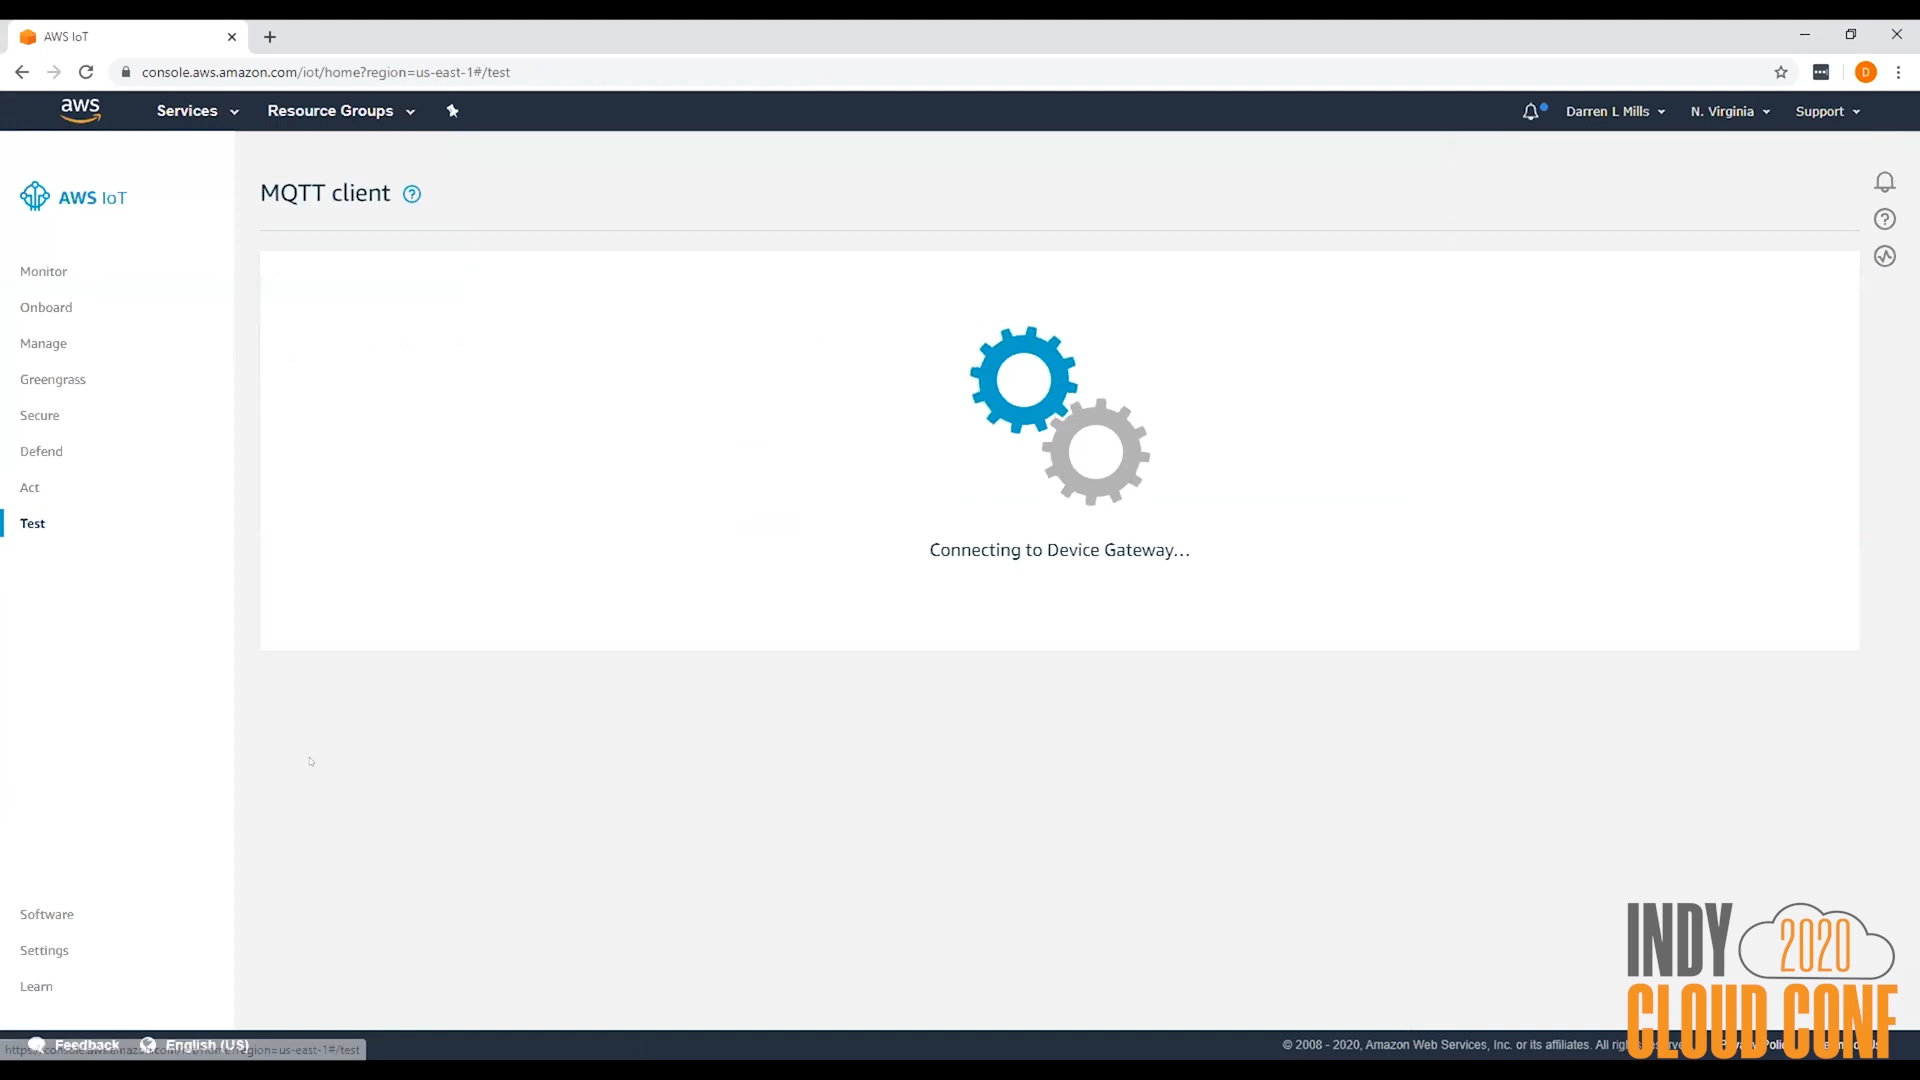 AWS IoT
console.aws.amazon.com/iot/home?region=us-east-1#/test
D
aws
Services
Resource Groups
Darren L Mills
N. Virginia
Support
AWS IoT
MQTT client
Monitor
Onboard
Manage
Greengrass
Secure
Defend
Act
Test
Connecting to Device Gateway...
Software
Settings
Learn
INDY 2020
CLOUD CONF
Feedback
English (US)
© 2008 - 2020, Amazon Web Services, Inc. or its affiliates. All